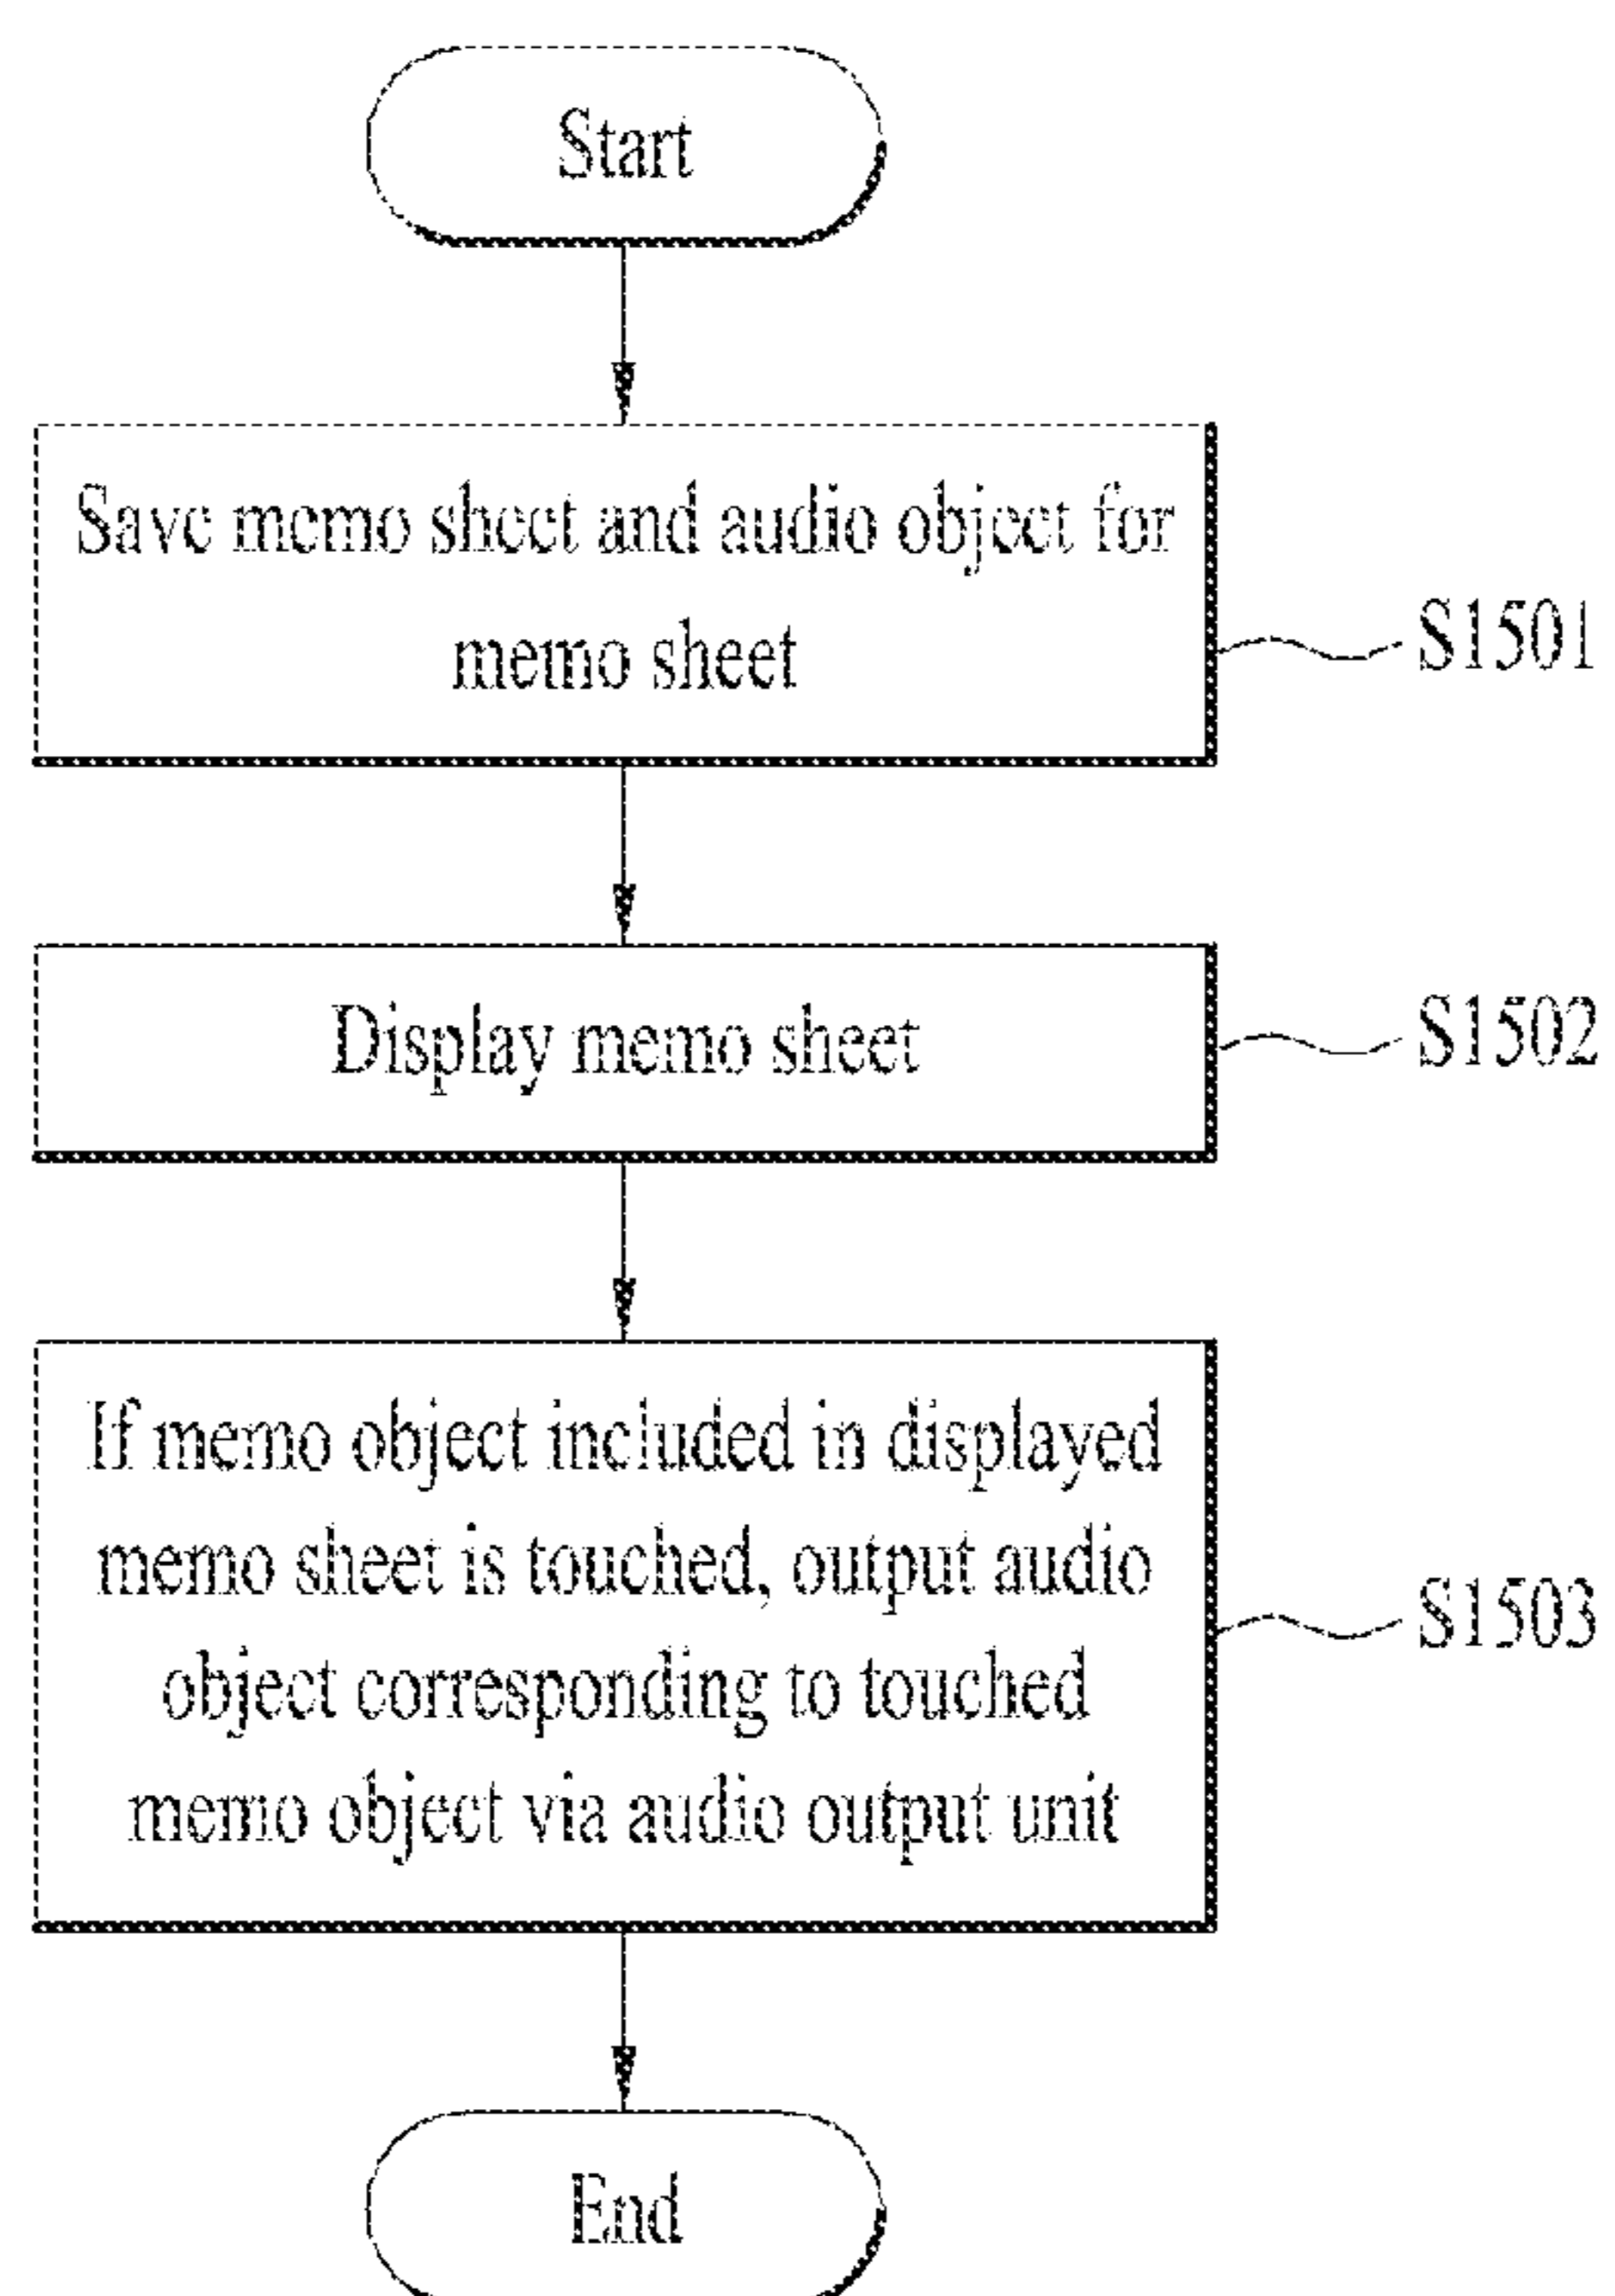 Start
Save memo sheet and audio object for
memo sheet
S1501
Display memo sheet
S1502
If memo object included in displayed
memo sheet is touched, output audio
object corresponding to touched
memo object via audio output unit
S1503
End